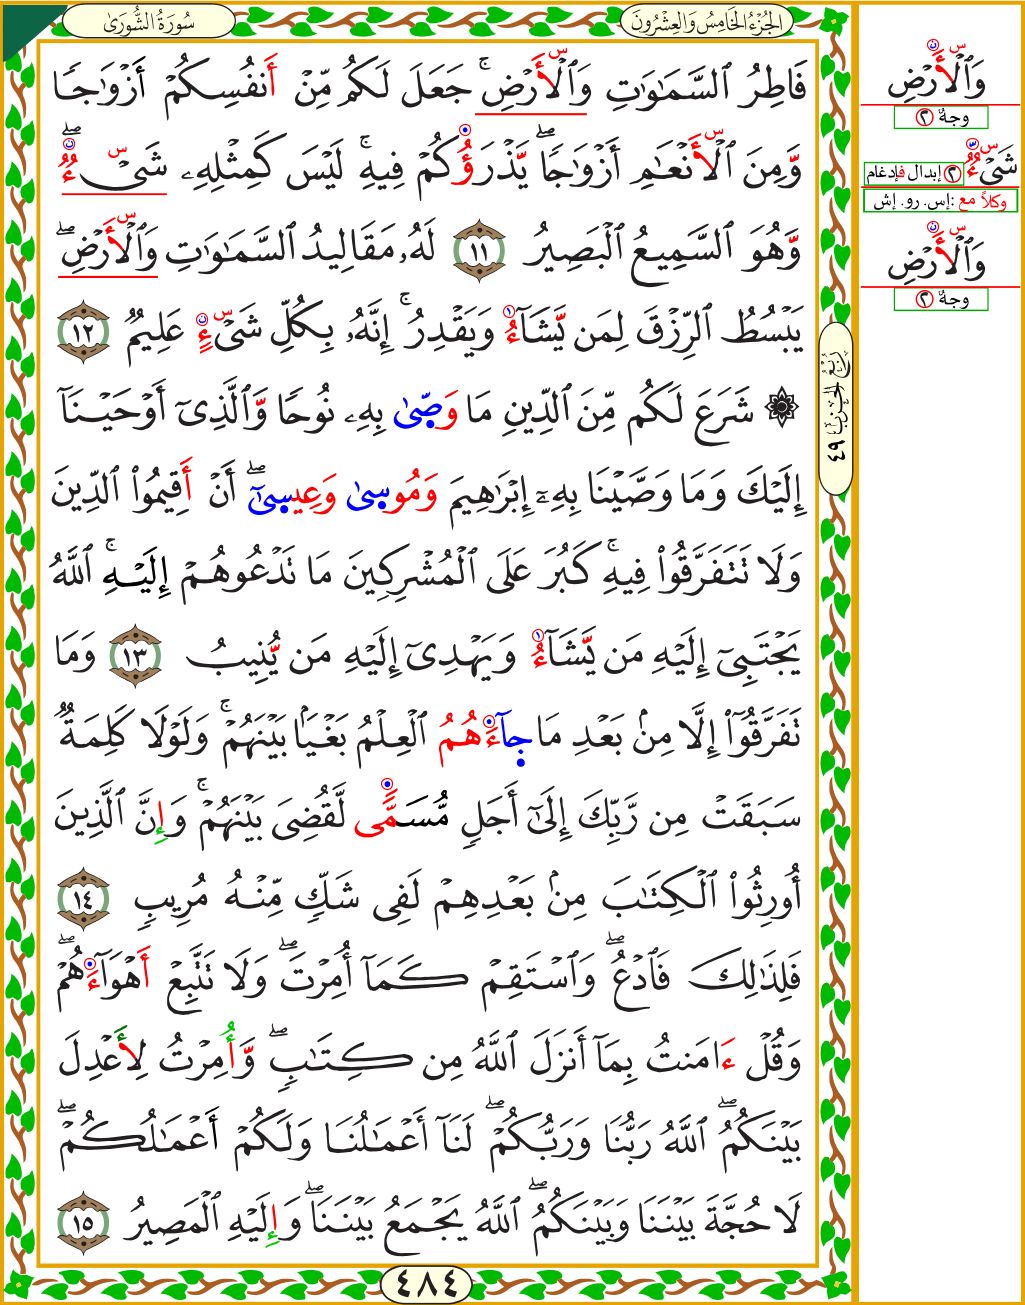 سُورَةُ الشُّورَىٰ
الجُزْءُ الخَامِسُ وَالعِشْرُونَ
فَاطِرُ ٱلسَّمَٰوَٰتِ وَٱلْأَرْضِ ۚ جَعَلَ لَكُم مِّنْ أَنفُسِكُمْ أَزْوَٰجًا
وَمِنَ ٱلْأَنْعَٰمِ أَزْوَٰجًا ۖ يَذْرَؤُكُمْ فِيهِ ۚ لَيْسَ كَمِثْلِهِۦ شَىْءٌ ۖ
وَهُوَ ٱلسَّمِيعُ ٱلْبَصِيرُ ١١ لَهُۥ مَقَالِيدُ ٱلسَّمَٰوَٰتِ وَٱلْأَرْضِ ۖ
يَبْسُطُ ٱلرِّزْقَ لِمَن يَشَآءُ وَيَقْدِرُ ۚ إِنَّهُۥ بِكُلِّ شَىْءٍ عَلِيمٌ ١٢
۞ شَرَعَ لَكُم مِّنَ ٱلدِّينِ مَا وَصَّىٰ بِهِۦ نُوحًا وَٱلَّذِىٓ أَوْحَيْنَآ
إِلَيْكَ وَمَا وَصَّيْنَا بِهِۦٓ إِبْرَٰهِيمَ وَمُوسَىٰ وَعِيسَىٰٓ ۖ أَنْ أَقِيمُوا۟ ٱلدِّينَ
وَلَا تَتَفَرَّقُوا۟ فِيهِ ۚ كَبُرَ عَلَى ٱلْمُشْرِكِينَ مَا تَدْعُوهُمْ إِلَيْهِ ۚ ٱللَّهُ
يَجْتَبِىٓ إِلَيْهِ مَن يَشَآءُ وَيَهْدِىٓ إِلَيْهِ مَن يُنِيبُ ١٣ وَمَا
تَفَرَّقُوٓا۟ إِلَّا مِنۢ بَعْدِ مَا جَآءَهُمُ ٱلْعِلْمُ بَغْيًۢا بَيْنَهُمْ ۚ وَلَوْلَا كَلِمَةٌ
سَبَقَتْ مِن رَّبِّكَ إِلَىٰٓ أَجَلٍ مُّسَمًّى لَّقُضِىَ بَيْنَهُمْ ۚ وَإِنَّ ٱلَّذِينَ
أُورِثُوا۟ ٱلْكِتَٰبَ مِنۢ بَعْدِهِمْ لَفِى شَكٍّ مِّنْهُ مُرِيبٍ ١٤
فَلِذَٰلِكَ فَٱدْعُ ۖ وَٱسْتَقِمْ كَمَآ أُمِرْتَ ۖ وَلَا تَتَّبِعْ أَهْوَآءَهُمْ ۖ
وَقُلْ ءَامَنتُ بِمَآ أَنزَلَ ٱللَّهُ مِن كِتَٰبٍ ۖ وَأُمِرْتُ لِأَعْدِلَ
بَيْنَكُمُ ۖ ٱللَّهُ رَبُّنَا وَرَبُّكُمْ ۖ لَنَآ أَعْمَٰلُنَا وَلَكُمْ أَعْمَٰلُكُمْ ۖ
لَا حُجَّةَ بَيْنَنَا وَبَيْنَكُمُ ۖ ٱللَّهُ يَجْمَعُ بَيْنَنَا ۖ وَإِلَيْهِ ٱلْمَصِيرُ ١٥
٤٨٤
رُبْعُ الحِزْبِ ٤٩
وَٱلْأَرْضِ
وجهٌ ٢
شَىْءٌ
٢ إبدال فإدغام
وكلاً مع :إس. رو. إش
وَٱلْأَرْضِ
وجهٌ ٢